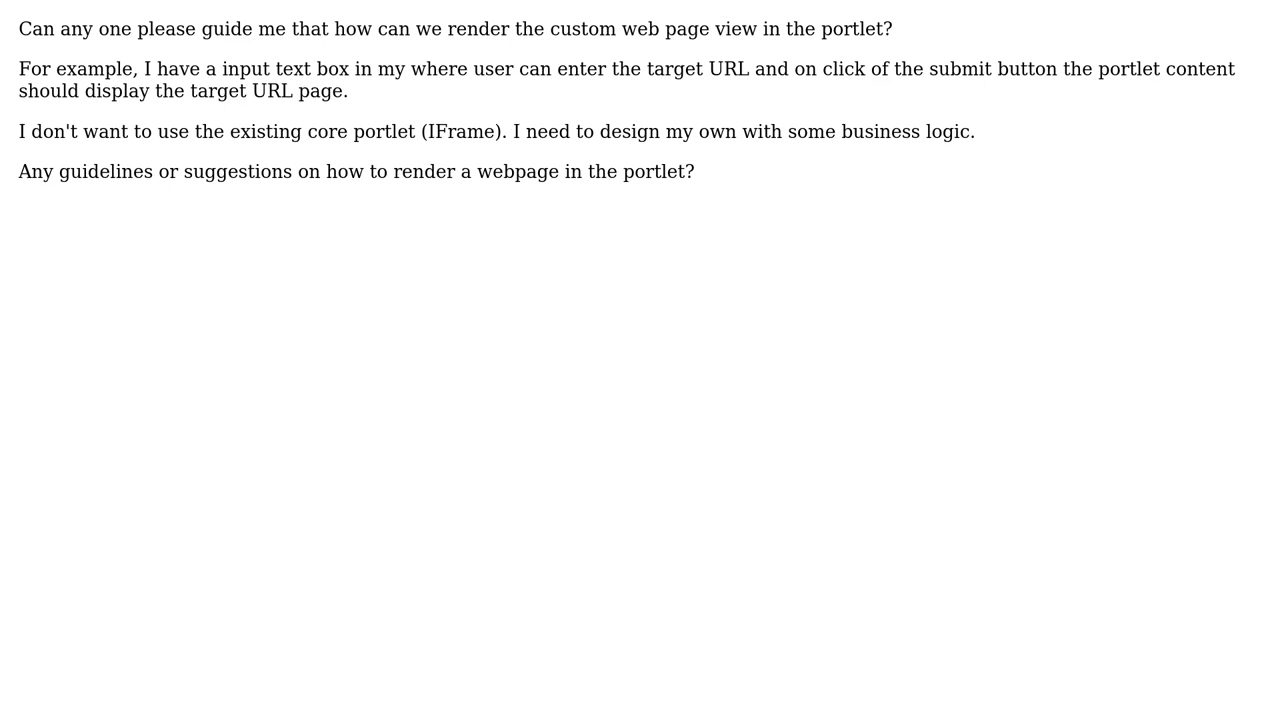 Can any one please guide me that how can we render the custom web page view in the portlet?
For example, I have a input text box in my where user can enter the target URL and on click of the submit button the portlet content
should display the target URL page.
I don't want to use the existing core portlet (IFrame). I need to design my own with some business logic.
Any guidelines or suggestions on how to render a webpage in the portlet?